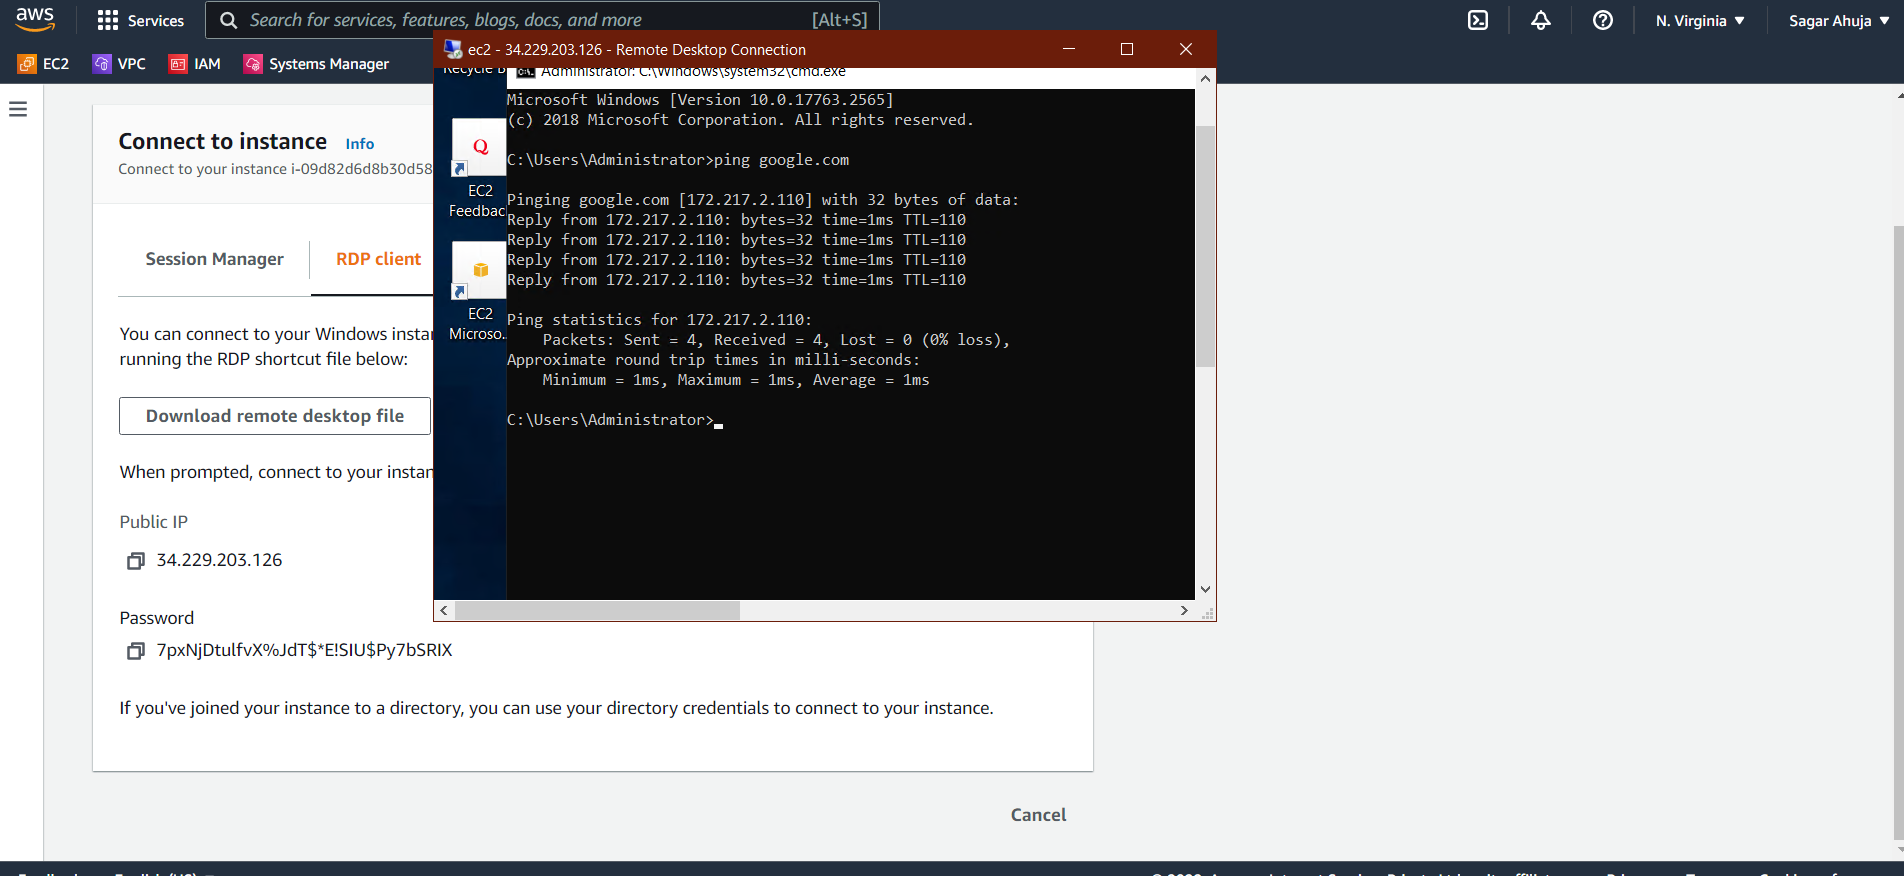 aws
Services
Search for services, features, blogs, docs, and more
[Alt+S]
N. Virginia
Sagar Ahuja
EC2
VPC
IAM
Systems Manager
ec2 - 34.229.203.126 - Remote Desktop Connection
Administrator: C:\Windows\system32\cmd.exe
Microsoft Windows [Version 10.0.17763.2565]
(c) 2018 Microsoft Corporation. All rights reserved.
C:\Users\Administrator>ping google.com
Pinging google.com [172.217.2.110] with 32 bytes of data:
Reply from 172.217.2.110: bytes=32 time=1ms TTL=110
Reply from 172.217.2.110: bytes=32 time=1ms TTL=110
Reply from 172.217.2.110: bytes=32 time=1ms TTL=110
Reply from 172.217.2.110: bytes=32 time=1ms TTL=110
Ping statistics for 172.217.2.110:
Packets: Sent = 4, Received = 4, Lost = 0 (0% loss),
Approximate round trip times in milli-seconds:
Minimum = 1ms, Maximum = 1ms, Average = 1ms
C:\Users\Administrator>
Recycle B
EC2
Feedbac
EC2
Microso..
Connect to instance Info
Connect to your instance i-09d82d6d8b30d58
Session Manager
RDP client
You can connect to your Windows instan
running the RDP shortcut file below:
Download remote desktop file
When prompted, connect to your instan
Public IP
34.229.203.126
Password
7pxNjDtulfvX%JdT$*E!SIU$Py7bSRIX
If you've joined your instance to a directory, you can use your directory credentials to connect to your instance.
Cancel